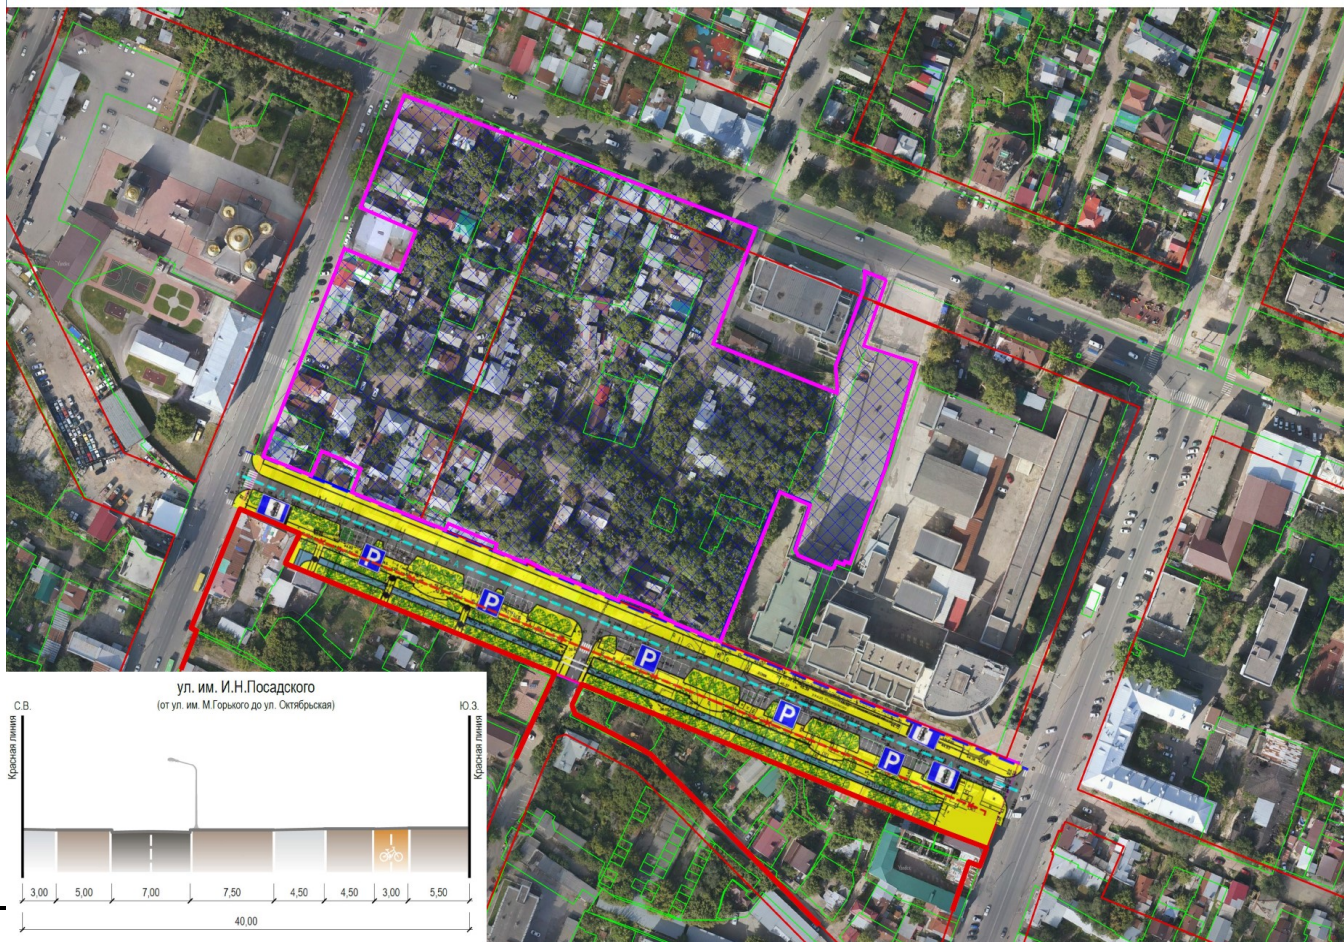 P
P
P
P
P
ул. им. И.Н.Посадского
(от ул. им. М.Горького до ул. Октябрьская)
С.В.
Ю.З.
Красная линия
Красная линия
3,00 5,00 7,00 7,50 4,50 4,50 3,00 5,50
40,00